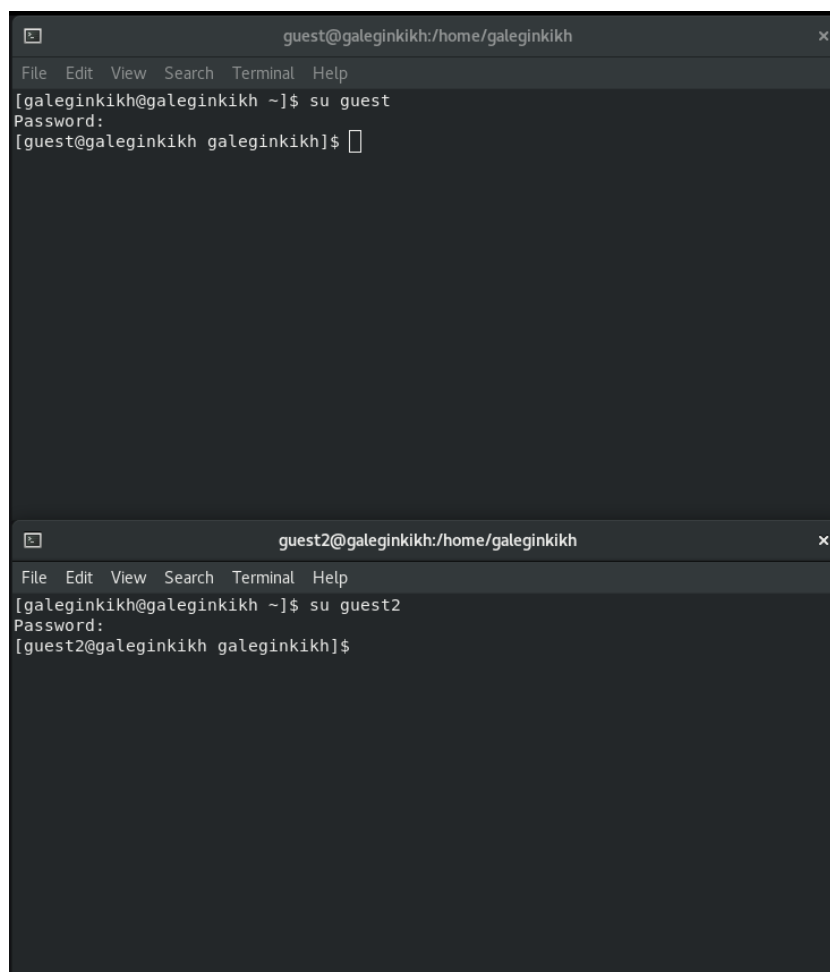 guest@galeginkikh:/home/galeginkikh ×
File Edit View Search Terminal Help
[galeginkikh@galeginkikh ~]$ su guest
Password:
[guest@galeginkikh galeginkikh]$
guest2@galeginkikh:/home/galeginkikh ×
File Edit View Search Terminal Help
[galeginkikh@galeginkikh ~]$ su guest2
Password:
[guest2@galeginkikh galeginkikh]$